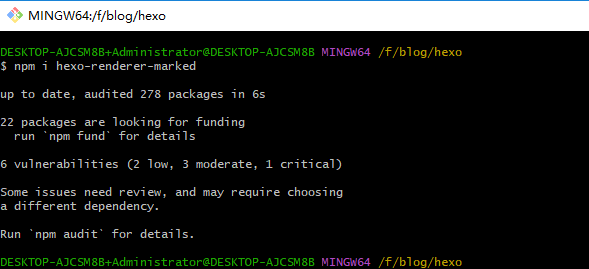 MINGW64:/f/blog/hexo
DESKTOP-AJCSM8B+Administrator@DESKTOP-AJCSM8B MINGW64 /f/blog/hexo
$ npm i hexo-renderer-marked
up to date, audited 278 packages in 6s
22 packages are looking for funding
run `npm fund` for details
6 vulnerabilities (2 low, 3 moderate, 1 critical)
Some issues need review, and may require choosing
a different dependency.
Run `npm audit` for details.
DESKTOP-AJCSM8B+Administrator@DESKTOP-AJCSM8B MINGW64 /f/blog/hexo